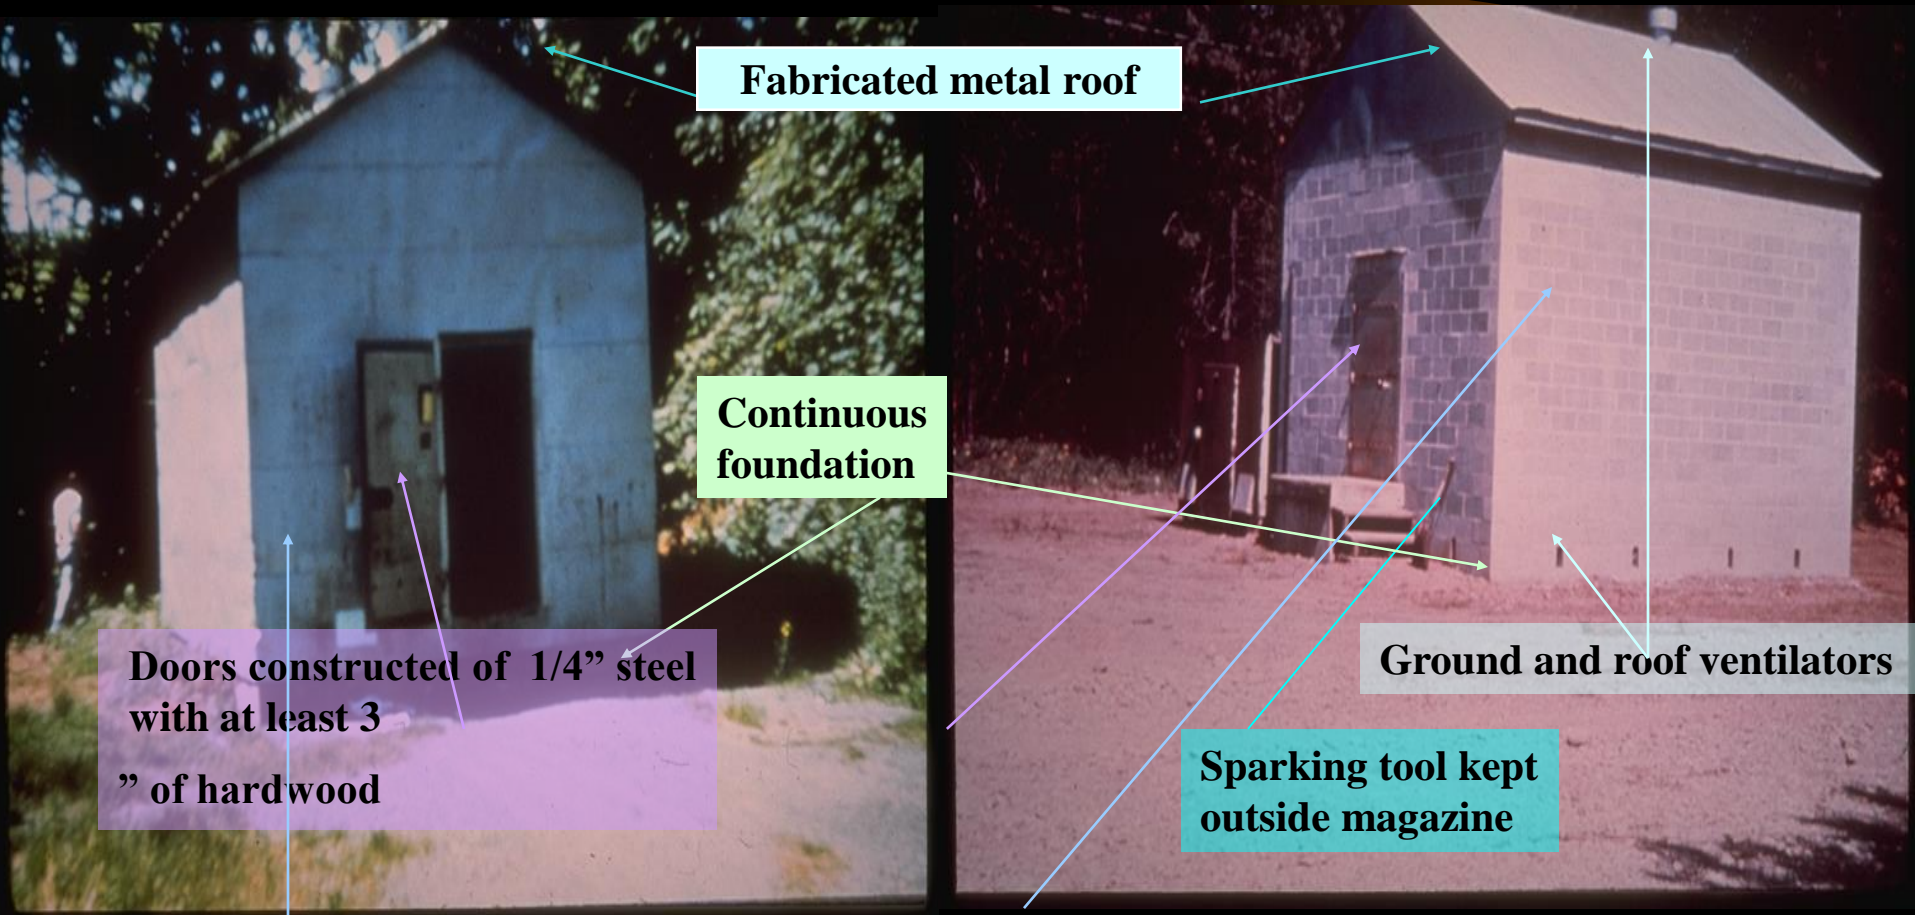 Fabricated metal roof
Continuous
foundation
Doors constructed of 1/4” steel
with at least 3
” of hardwood
Ground and roof ventilators
Sparking tool kept
outside magazine